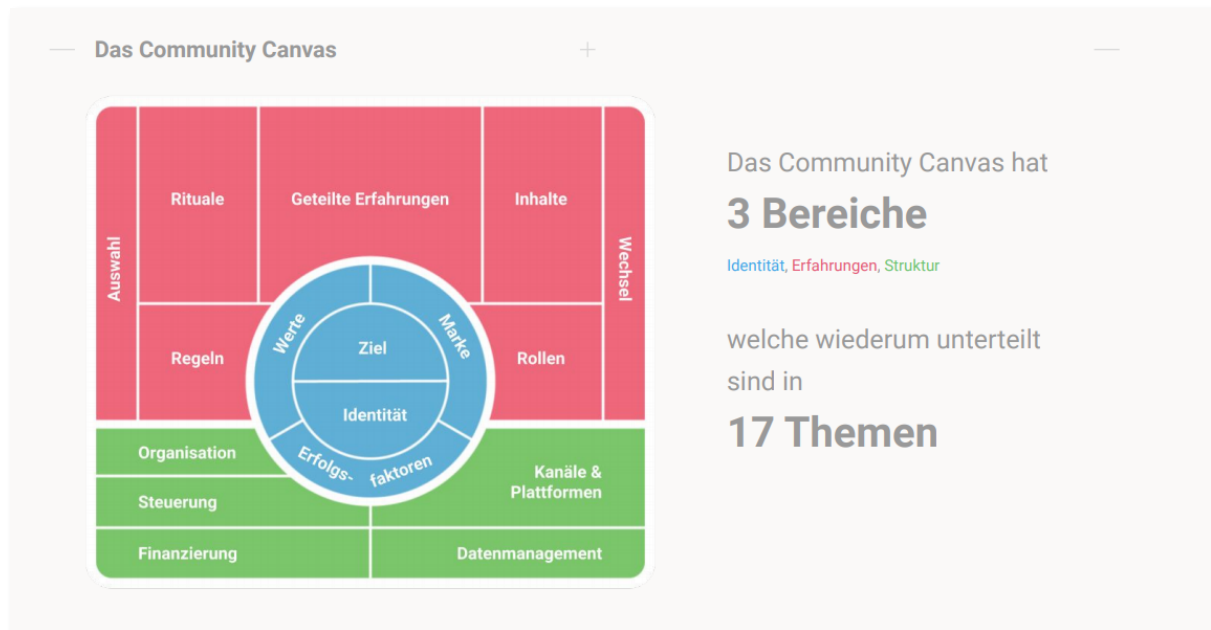 Das Community Canvas
Auswahl
Rituale
Geteilte Erfahrungen
Inhalte
Wechsel
Regeln
Rollen
Werte
Marke
Ziel
Identität
Erfolgs-
faktoren
Organisation
Steuerung
Finanzierung
Kanäle &
Plattformen
Datenmanagement
Das Community Canvas hat
3 Bereiche
Identität, Erfahrungen, Struktur
welche wiederum unterteilt
sind in
17 Themen